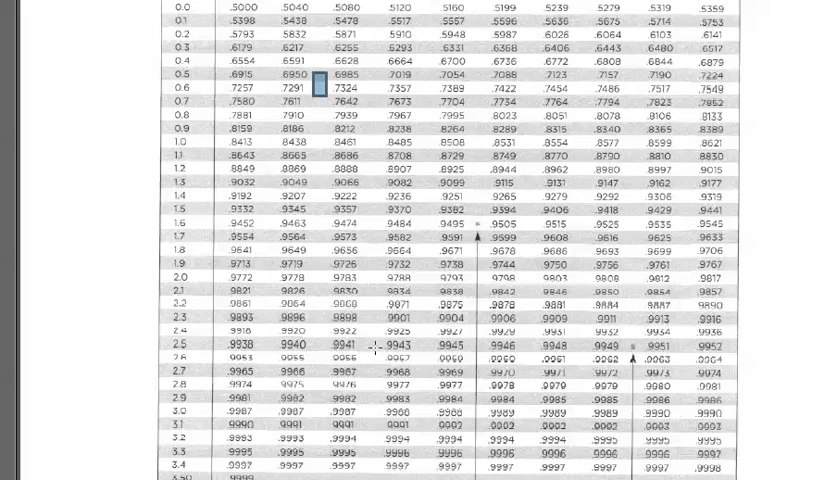 0.0 .5000 .5040 .5080 .5120 .5160 .5199 .5239 .5279 .5319 .5359
0.1 .5398 .5438 .5478 .5517 .5557 .5596 .5636 .5675 .5714 .5753
0.2 .5793 .5832 .5871 .5910 .5948 .5987 .6026 .6064 .6103 .6141
0.3 .6179 .6217 .6255 .6293 .6331 .6368 .6406 .6443 .6480 .6517
0.4 .6554 .6591 .6628 .6664 .6700 .6736 .6772 .6808 .6844 .6879
0.5 .6915 .6950 .6985 .7019 .7054 .7088 .7123 .7157 .7190 .7224
0.6 .7257 .7291 .7324 .7357 .7389 .7422 .7454 .7486 .7517 .7549
0.7 .7580 .7611 .7642 .7673 .7704 .7734 .7764 .7794 .7823 .7852
0.8 .7881 .7910 .7939 .7967 .7995 .8023 .8051 .8078 .8106 .8133
0.9 .8159 .8186 .8212 .8238 .8264 .8289 .8315 .8340 .8365 .8389
1.0 .8413 .8438 .8461 .8485 .8508 .8531 .8554 .8577 .8599 .8621
1.1 .8643 .8665 .8686 .8708 .8729 .8749 .8770 .8790 .8810 .8830
1.2 .8849 .8869 .8888 .8907 .8925 .8944 .8962 .8980 .8997 .9015
1.3 .9032 .9049 .9066 .9082 .9099 .9115 .9131 .9147 .9162 .9177
1.4 .9192 .9207 .9222 .9236 .9251 .9265 .9279 .9292 .9306 .9319
1.5 .9332 .9345 .9357 .9370 .9382 .9394 .9406 .9418 .9429 .9441
1.6 .9452 .9463 .9474 .9484 .9495 * .9505 .9515 .9525 .9535 .9545
1.7 .9554 .9564 .9573 .9582 .9591 .9599 .9608 .9616 .9625 .9633
1.8 .9641 .9649 .9656 .9664 .9671 .9678 .9686 .9693 .9699 .9706
1.9 .9713 .9719 .9726 .9732 .9738 .9744 .9750 .9756 .9761 .9767
2.0 .9772 .9778 .9783 .9788 .9793 .9798 .9803 .9808 .9812 .9817
2.1 .9821 .9826 .9830 .9834 .9838 .9842 .9846 .9850 .9854 .9857
2.2 .9861 .9864 .9868 .9871 .9875 .9878 .9881 .9884 .9887 .9890
2.3 .9893 .9896 .9898 .9901 .9904 .9906 .9909 .9911 .9913 .9916
2.4 .9918 .9920 .9922 .9925 .9927 .9929 .9931 .9932 .9934 .9936
2.5 .9938 .9940 .9941 .9943 .9945 .9946 .9948 .9949 * .9951 .9952
2.6 .9953 .9955 .9956 .9957 .9959 .9960 .9961 .9962 .9963 .9964
2.7 .9965 .9966 .9967 .9968 .9969 .9970 .9971 .9972 .9973 .9974
2.8 .9974 .9975 .9976 .9977 .9977 .9978 .9979 .9979 .9980 .9981
2.9 .9981 .9982 .9982 .9983 .9984 .9984 .9985 .9985 .9986 .9986
3.0 .9987 .9987 .9987 .9988 .9988 .9989 .9989 .9989 .9990 .9990
3.1 .9990 .9991 .9991 .9991 .9992 .9992 .9992 .9992 .9993 .9993
3.2 .9993 .9993 .9994 .9994 .9994 .9994 .9994 .9995 .9995 .9995
3.3 .9995 .9995 .9995 .9996 .9996 .9996 .9996 .9996 .9996 .9997
3.4 .9997 .9997 .9997 .9997 .9997 .9997 .9997 .9997 .9997 .9998
3.50 .9999